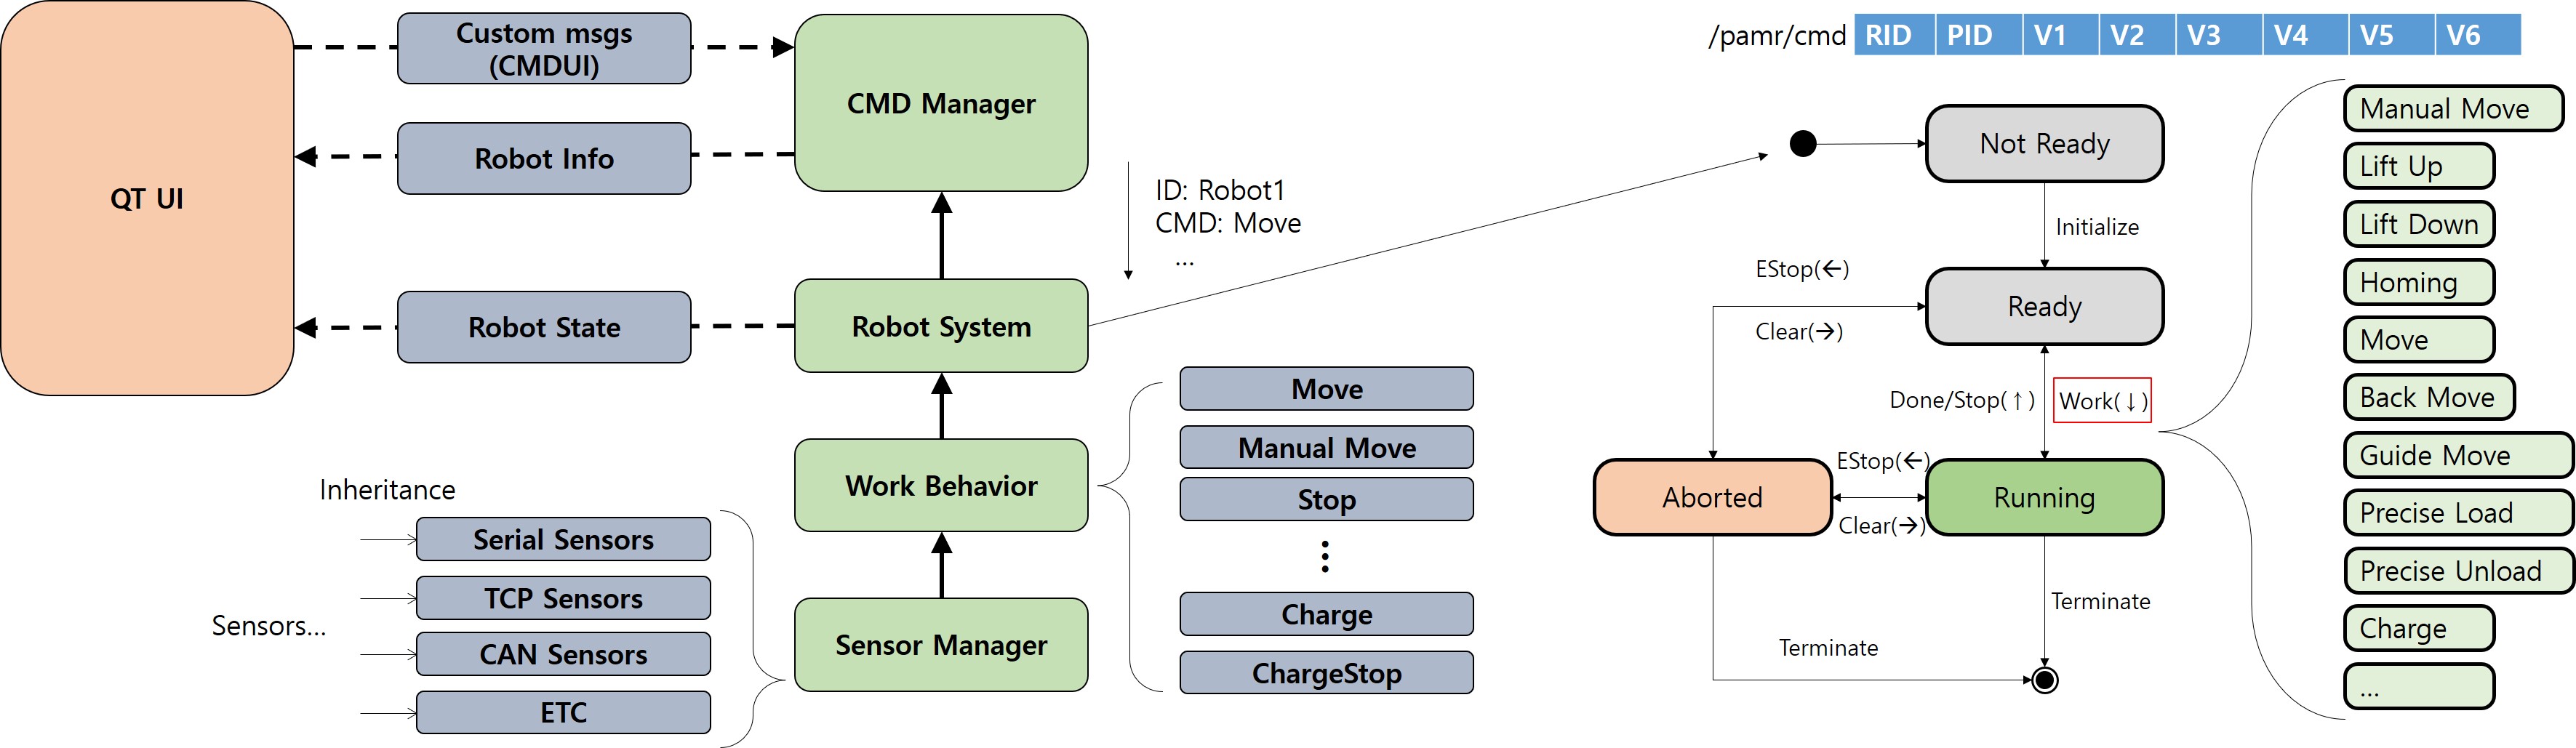 QT UI
Custom msgs
(CMDUI)
Robot Info
Robot State
CMD Manager
Robot System
Work Behavior
Sensor Manager
ID: Robot1
CMD: Move
...
Inheritance
Sensors...
Serial Sensors
TCP Sensors
CAN Sensors
ETC
Move
Manual Move
Stop
⋮
Charge
ChargeStop
/pamr/cmd RID PID V1 V2 V3 V4 V5 V6
Not Ready
Initialize
EStop(←)
Clear(→)
Ready
Done/Stop(↑) Work(↓)
EStop(←)
Clear(→)
Aborted
Running
Terminate
Terminate
Manual Move
Lift Up
Lift Down
Homing
Move
Back Move
Guide Move
Precise Load
Precise Unload
Charge
...